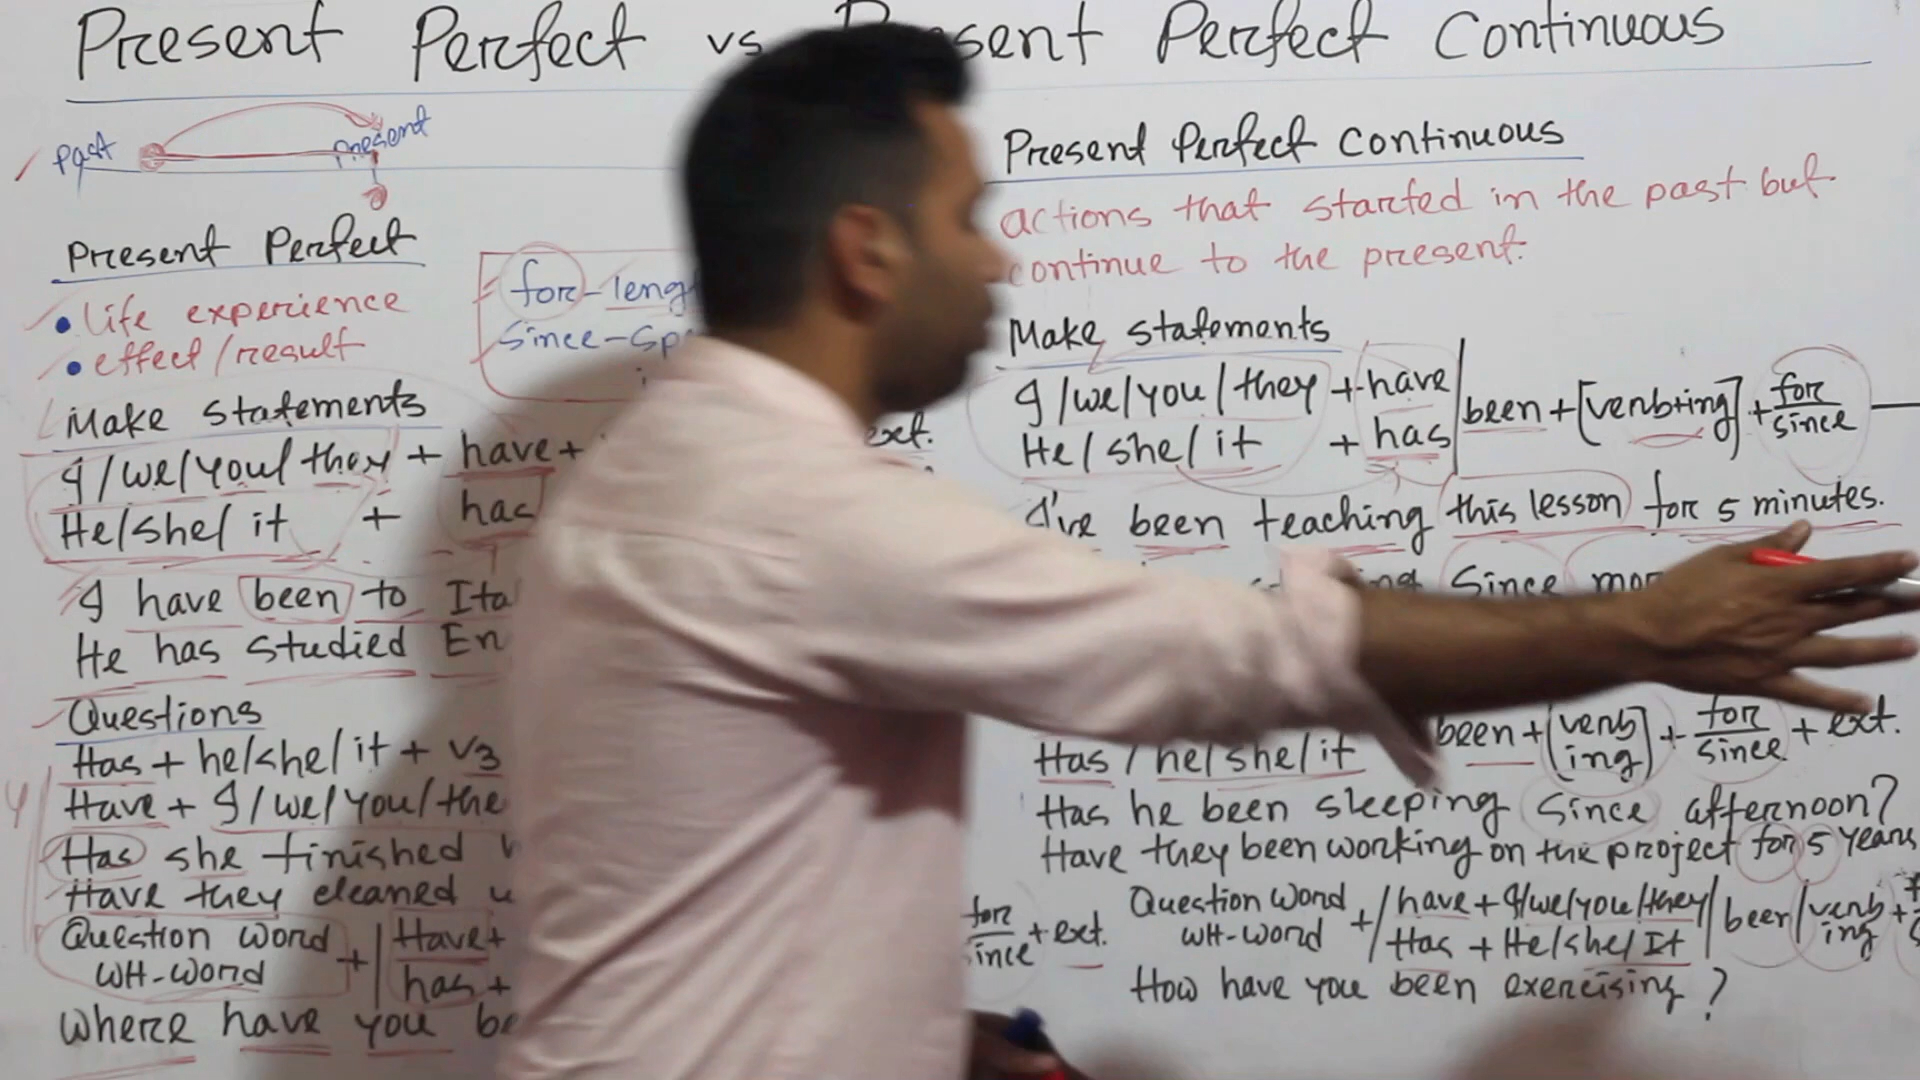 Present Perfect vs Present Perfect Continuous
Past
Present
Present Perfect
• life experience
• effect/result
for-leng
Since-Sp
Make statements
I/we/you/they + have+
ext.
He/she/it + has
I have been to Ita
He has studied En
Questions
Has + he/she/it + v3
Have + I/we/you/the
Has she finished
Have they cleaned
Question word
WH-word
+ Have+
has+
for
since + ext.
where have you be
Present Perfect Continuous
actions that started in the past but
continue to the present.
Make statements
I/we/you/they + have
He/she/it + has
been + [verb+ing] + for
since
I've been teaching this lesson for 5 minutes.
Since
Has / he/she/it
been + [verb
ing] + for
since + ext.
Has he been sleeping Since afternoon?
Have they been working on the project for 5 years
Question word
WH-word
+ / have + I/we/you/they
Has + He/she/It
been / verb
ing +
How have you been exercising?